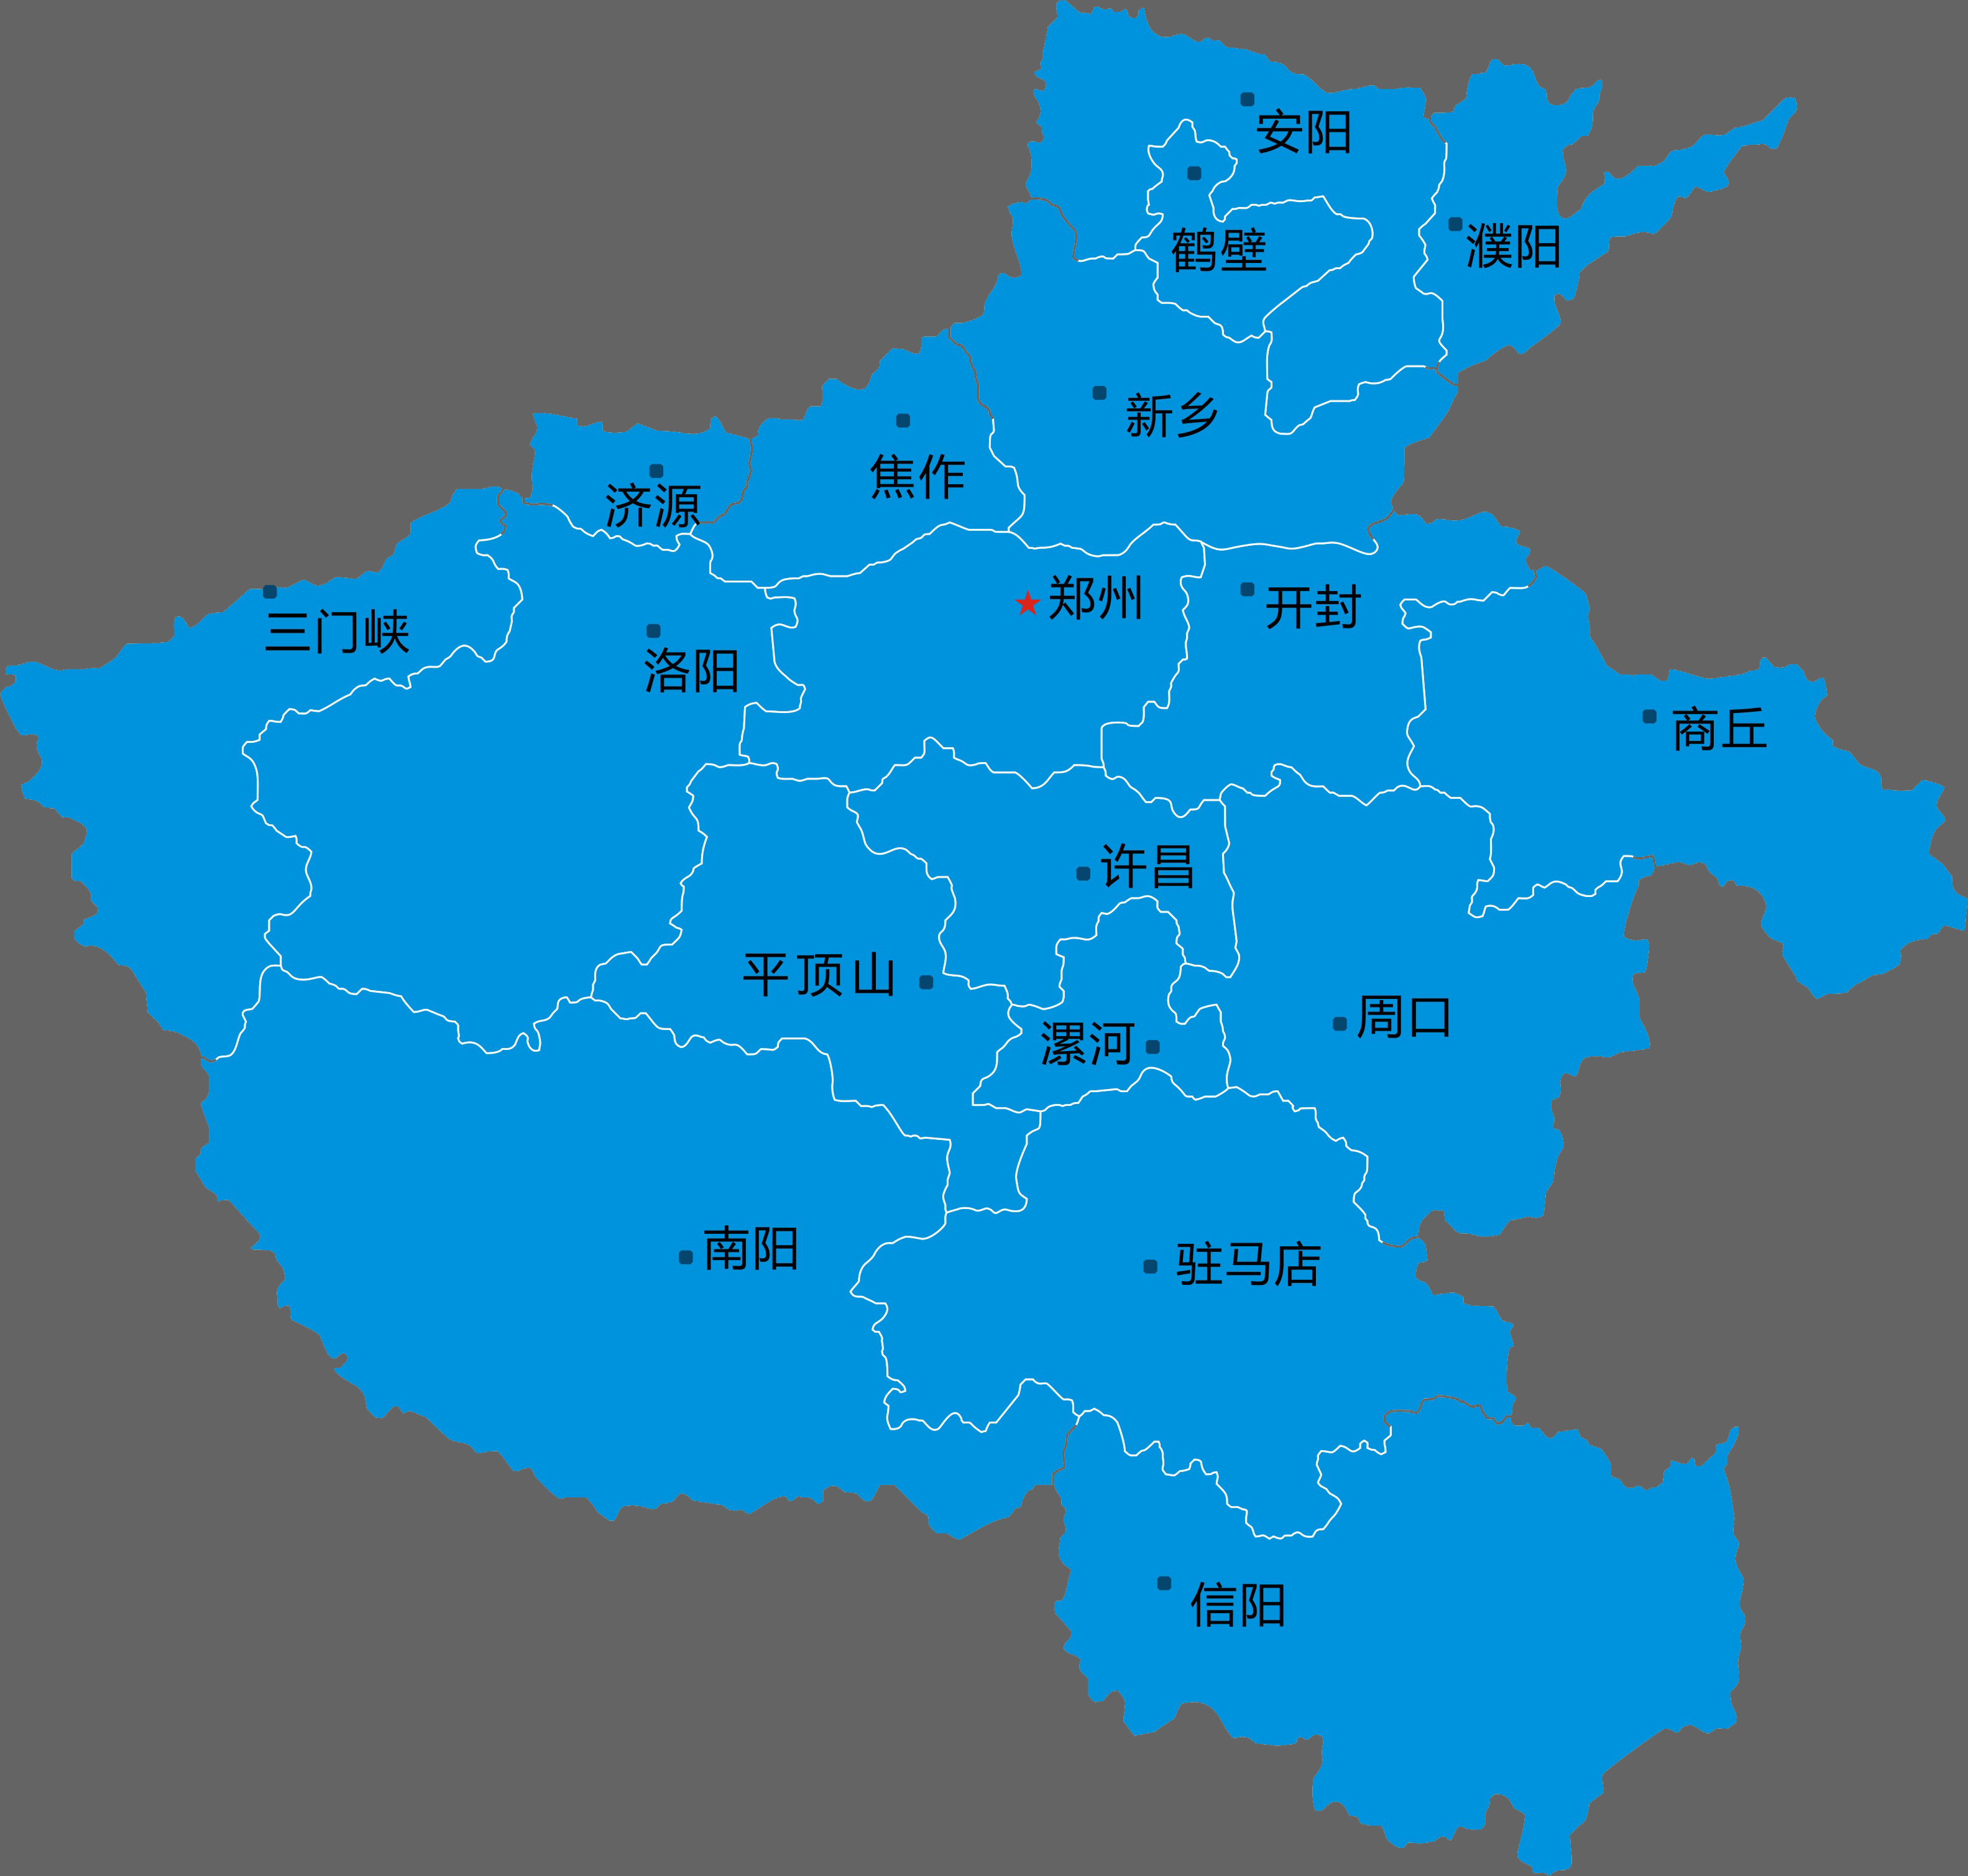 安阳
鹤壁
濮阳
新乡
焦作
济源
三门峡
洛阳
郑州
开封
商丘
许昌
平顶山
漯河
周口
南阳
驻马店
信阳